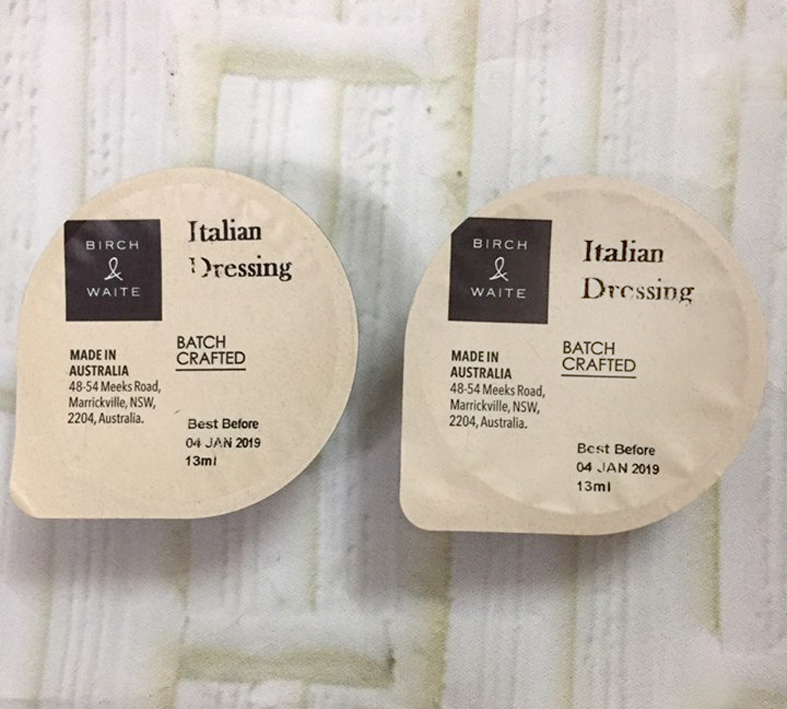 BIRCH
&
WAITE
Italian
Dressing
MADE IN
AUSTRALIA
48-54 Meeks Road,
Marrickville, NSW,
2204, Australia.
BATCH
CRAFTED
Best Before
04 JAN 2019
13ml
BIRCH
&
WAITE
Italian
Dressing
MADE IN
AUSTRALIA
48-54 Meeks Road,
Marrickville, NSW,
2204, Australia.
BATCH
CRAFTED
Best Before
04 JAN 2019
13ml